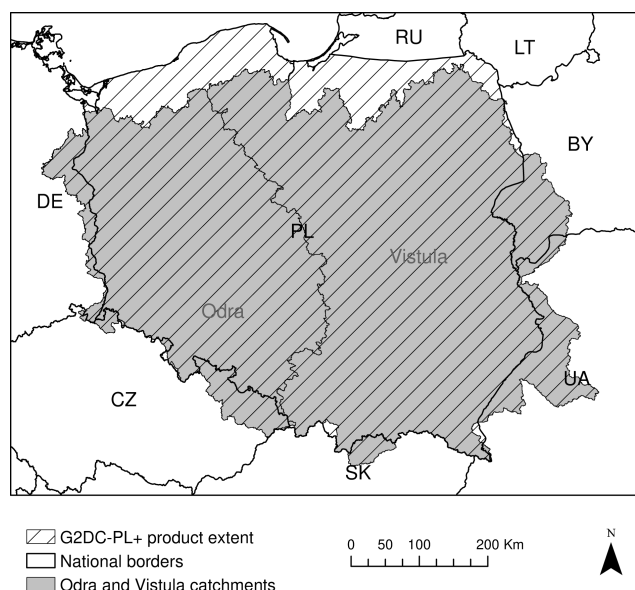 RU
LT
BY
DE
PL
Vistula
Odra
CZ
UA
SK
G2DC-PL+ product extent
National borders
Odra and Vistula catchments
0 50 100 200 Km
N